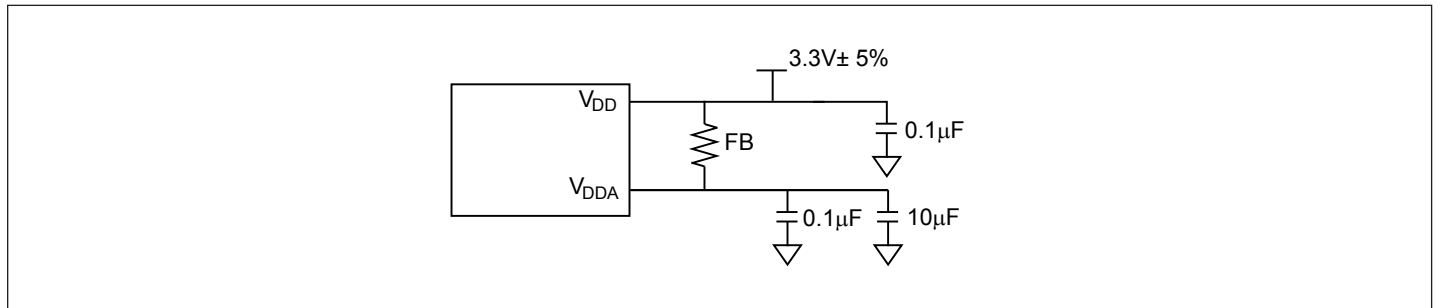 3.3V± 5%
VDD
0.1μF
FB
VDDA
0.1μF
10μF